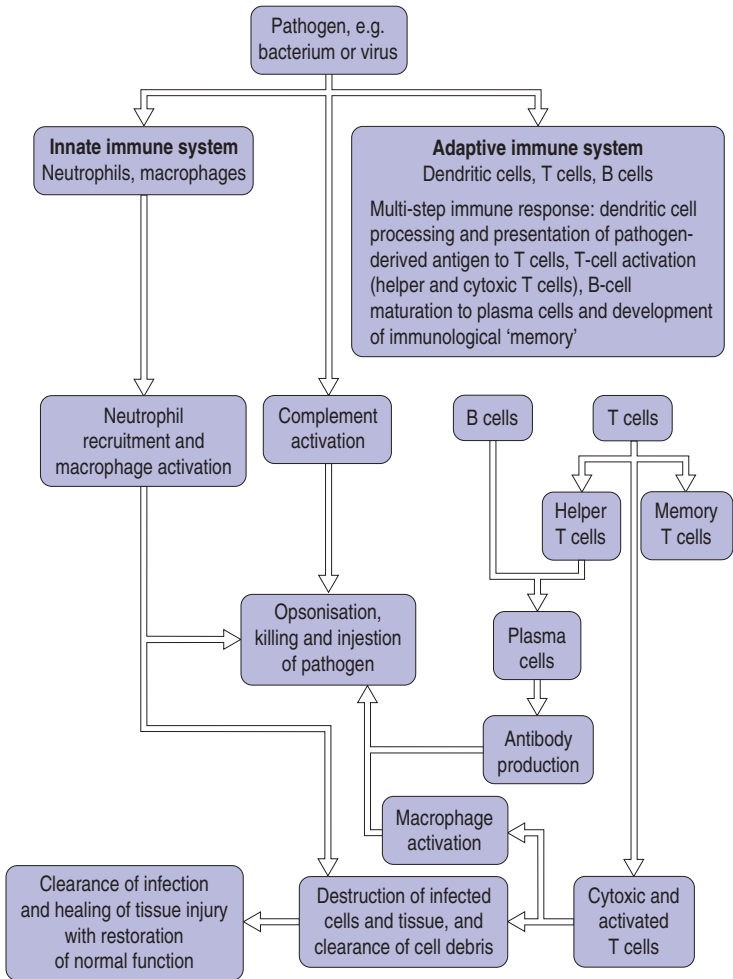 Pathogen, e.g.
bacterium or virus
Innate immune system
Neutrophils, macrophages
Adaptive immune system
Dendritic cells, T cells, B cells
Multi-step immune response: dendritic cell
processing and presentation of pathogen-
derived antigen to T cells, T-cell activation
(helper and cytoxic T cells), B-cell
maturation to plasma cells and development
of immunological ‘memory’
Neutrophil
recruitment and
macrophage activation
Complement
activation
B cells
T cells
Helper
T cells
Memory
T cells
Opsonisation,
killing and injestion
of pathogen
Plasma
cells
Antibody
production
Macrophage
activation
Clearance of infection
and healing of tissue injury
with restoration
of normal function
Destruction of infected
cells and tissue, and
clearance of cell debris
Cytoxic and
activated
T cells